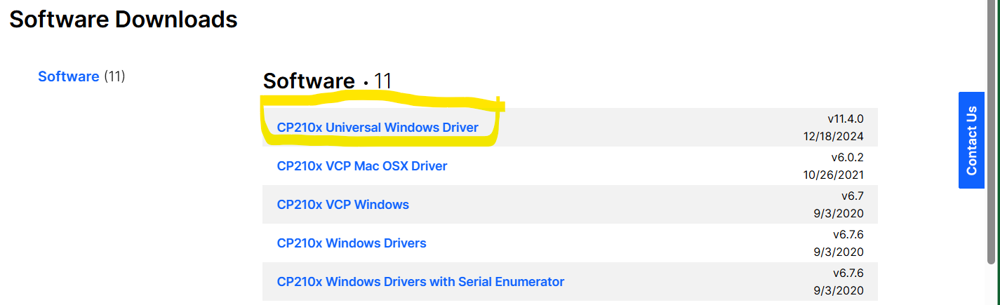 Software Downloads
Software (11)
Software • 11
CP210x Universal Windows Driver
v11.4.0
12/18/2024
CP210x VCP Mac OSX Driver
v6.0.2
10/26/2021
CP210x VCP Windows
v6.7
9/3/2020
CP210x Windows Drivers
v6.7.6
9/3/2020
CP210x Windows Drivers with Serial Enumerator
v6.7.6
9/3/2020
Contact Us